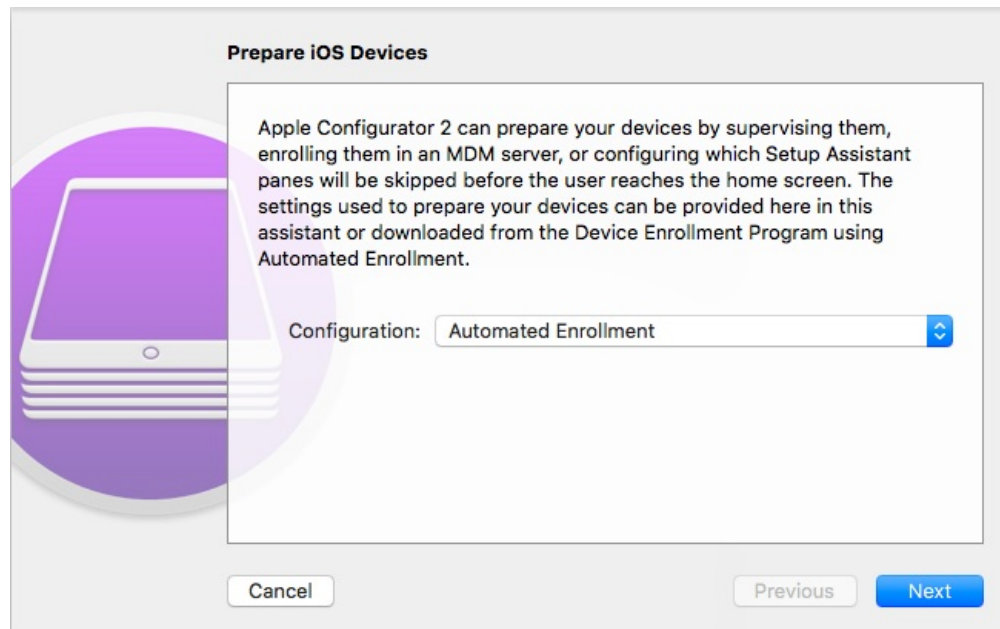 Prepare iOS Devices
Apple Configurator 2 can prepare your devices by supervising them,
enrolling them in an MDM server, or configuring which Setup Assistant
panes will be skipped before the user reaches the home screen. The
settings used to prepare your devices can be provided here in this
assistant or downloaded from the Device Enrollment Program using
Automated Enrollment.
Configuration: Automated Enrollment
Cancel Previous Next